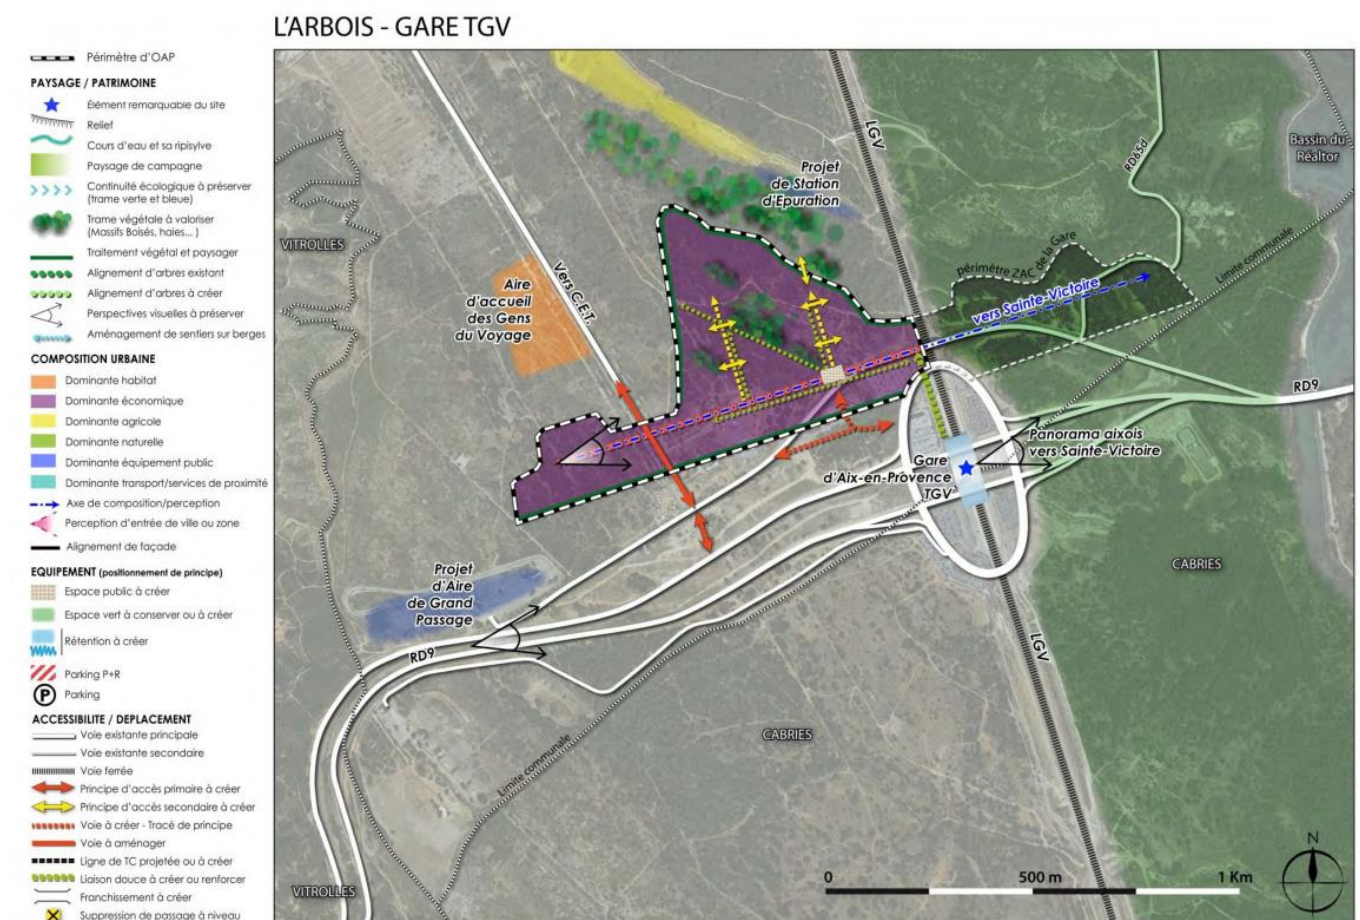 L'ARBOIS - GARE TGV
Périmètre d'OAP
PAYSAGE / PATRIMOINE
Élément remarquable du site
Relief
Cours d'eau et sa ripisylve
Paysage de campagne
Continuité écologique à préserver
(trame verte et bleue)
Trame végétale à valoriser
(Massifs Boisés, haies... )
Traitement végétal et paysager
Alignement d'arbres existant
Alignement d'arbres à créer
Perspectives visuelles à préserver
Aménagement de sentiers sur berges
COMPOSITION URBAINE
Dominante habitat
Dominante économique
Dominante agricole
Dominante naturelle
Dominante équipement public
Dominante transport/services de proximité
Axe de composition/perception
Perception d'entrée de ville ou zone
Alignement de façade
EQUIPEMENT (positionnement de principe)
Espace public à créer
Espace vert à conserver ou à créer
Rétention à créer
Parking P+R
P
Parking
ACCESSIBILITE / DEPLACEMENT
Voie existante principale
Voie existante secondaire
Voie ferrée
Principe d'accès primaire à créer
Principe d'accès secondaire à créer
Voie à créer - Tracé de principe
Voie à aménager
Ligne de TC projetée ou à créer
Liaison douce à créer ou renforcer
Franchissement à créer
Suppression de passage à niveau
LGV
RD65d
Bassin du
Réaltor
Projet
de Station
d'Epuration
VITROLLES
Vers C.E.T.
Aire
d'accueil
des Gens
du Voyage
périmètre ZAC de la Gare
Limite communale
vers Sainte-Victoire
RD9
Panorama aixois
vers Sainte-Victoire
Gare
d'Aix-en-Provence
TGV
CABRIES
Projet
d'Aire
de Grand
Passage
RD9
LGV
CABRIES
Limite communale
VITROLLES
0
500 m
1 Km
N